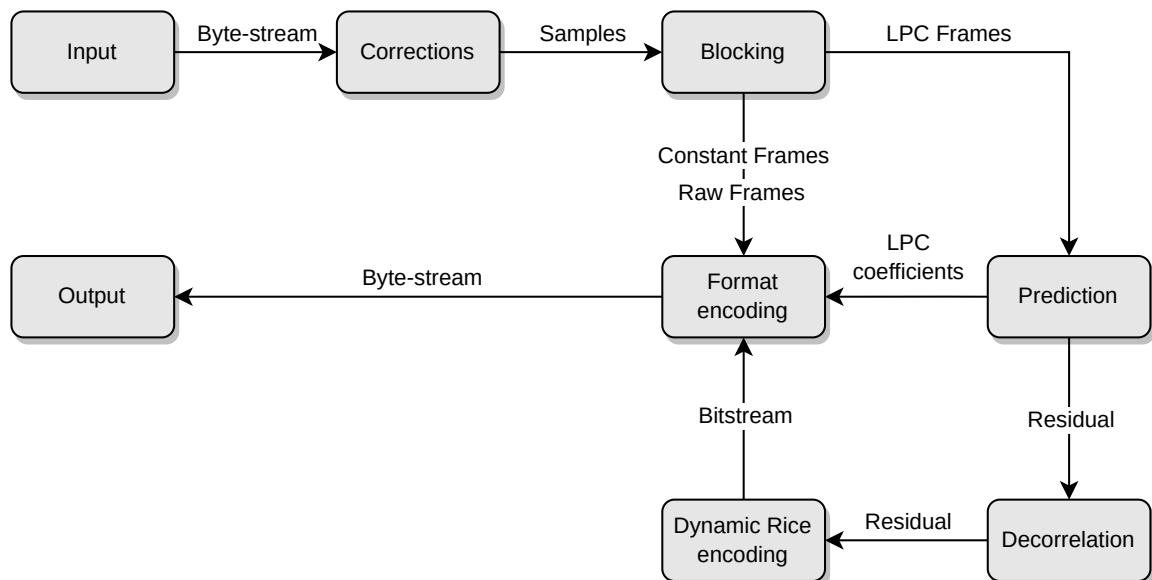 Input
Byte-stream
Corrections
Samples
Blocking
LPC Frames
Constant Frames
Raw Frames
Output
Byte-stream
Format
encoding
LPC
coefficients
Prediction
Bitstream
Residual
Dynamic Rice
encoding
Residual
Decorrelation